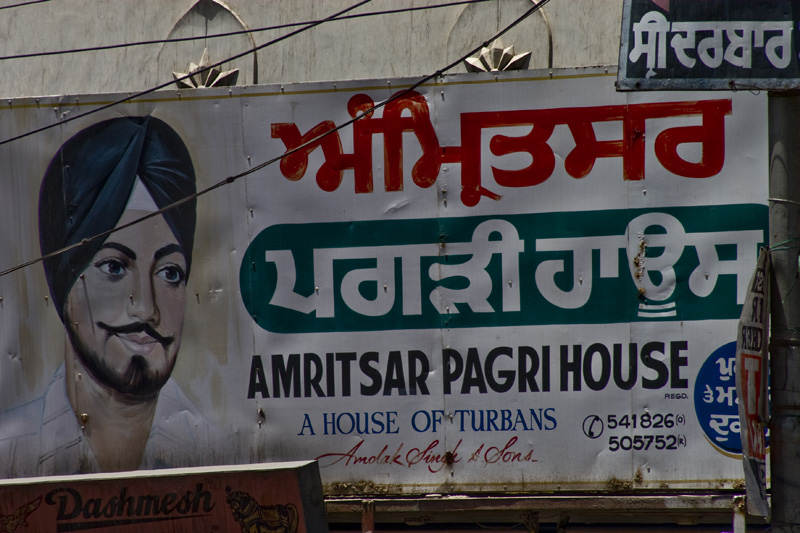 ਸ੍ਰੀ ਦਰਬਾਰ
ਅੰਮ੍ਰਿਤਸਰ
ਪਗੜੀ ਹਾਊਸ
AMRITSAR PAGRI HOUSE
REGD.
A HOUSE OF TURBANS
541826 (O)
505752 (R)
Amolak Singh & Sons.
Dashmesh